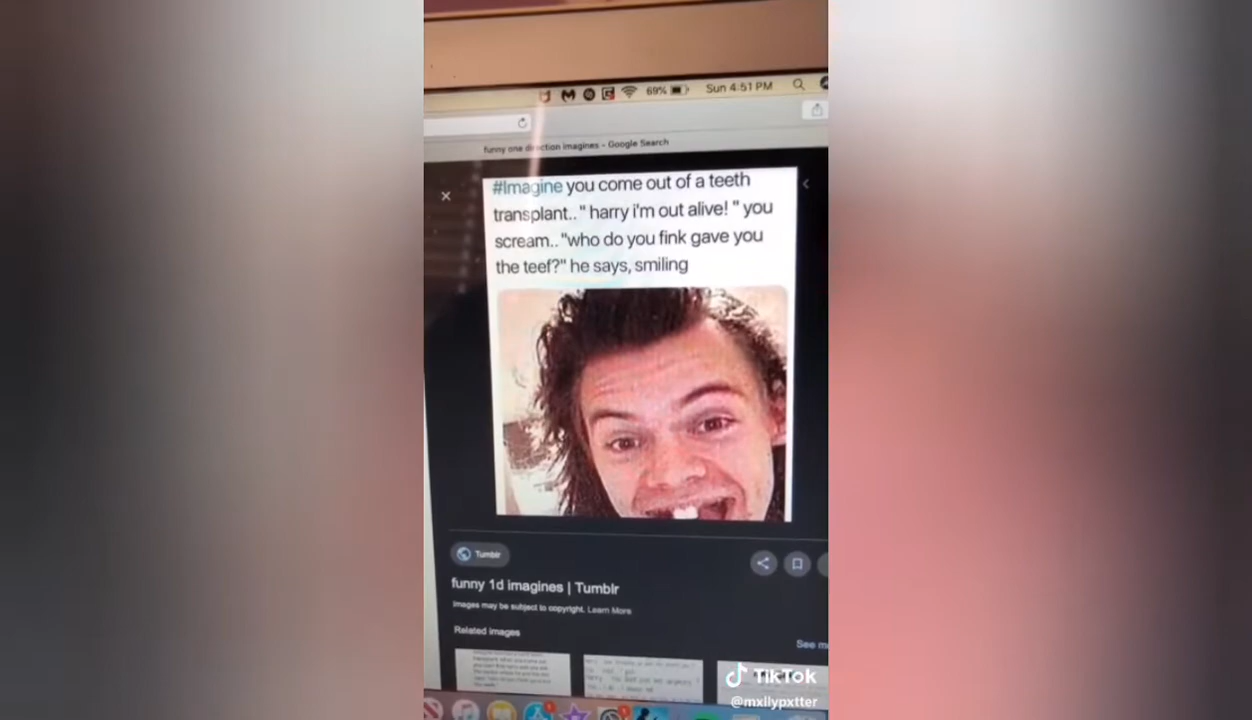 69% Sun 4:51 PM
funny one direction imagines - Google Search
#Imagine you come out of a teeth
transplant.." harry i'm out alive! " you
scream.. "who do you fink gave you
the teef?" he says, smiling
Tumblr
funny 1d imagines | Tumblr
Images may be subject to copyright. Learn More
Related images
See m
TikTok
@mxllypxtter